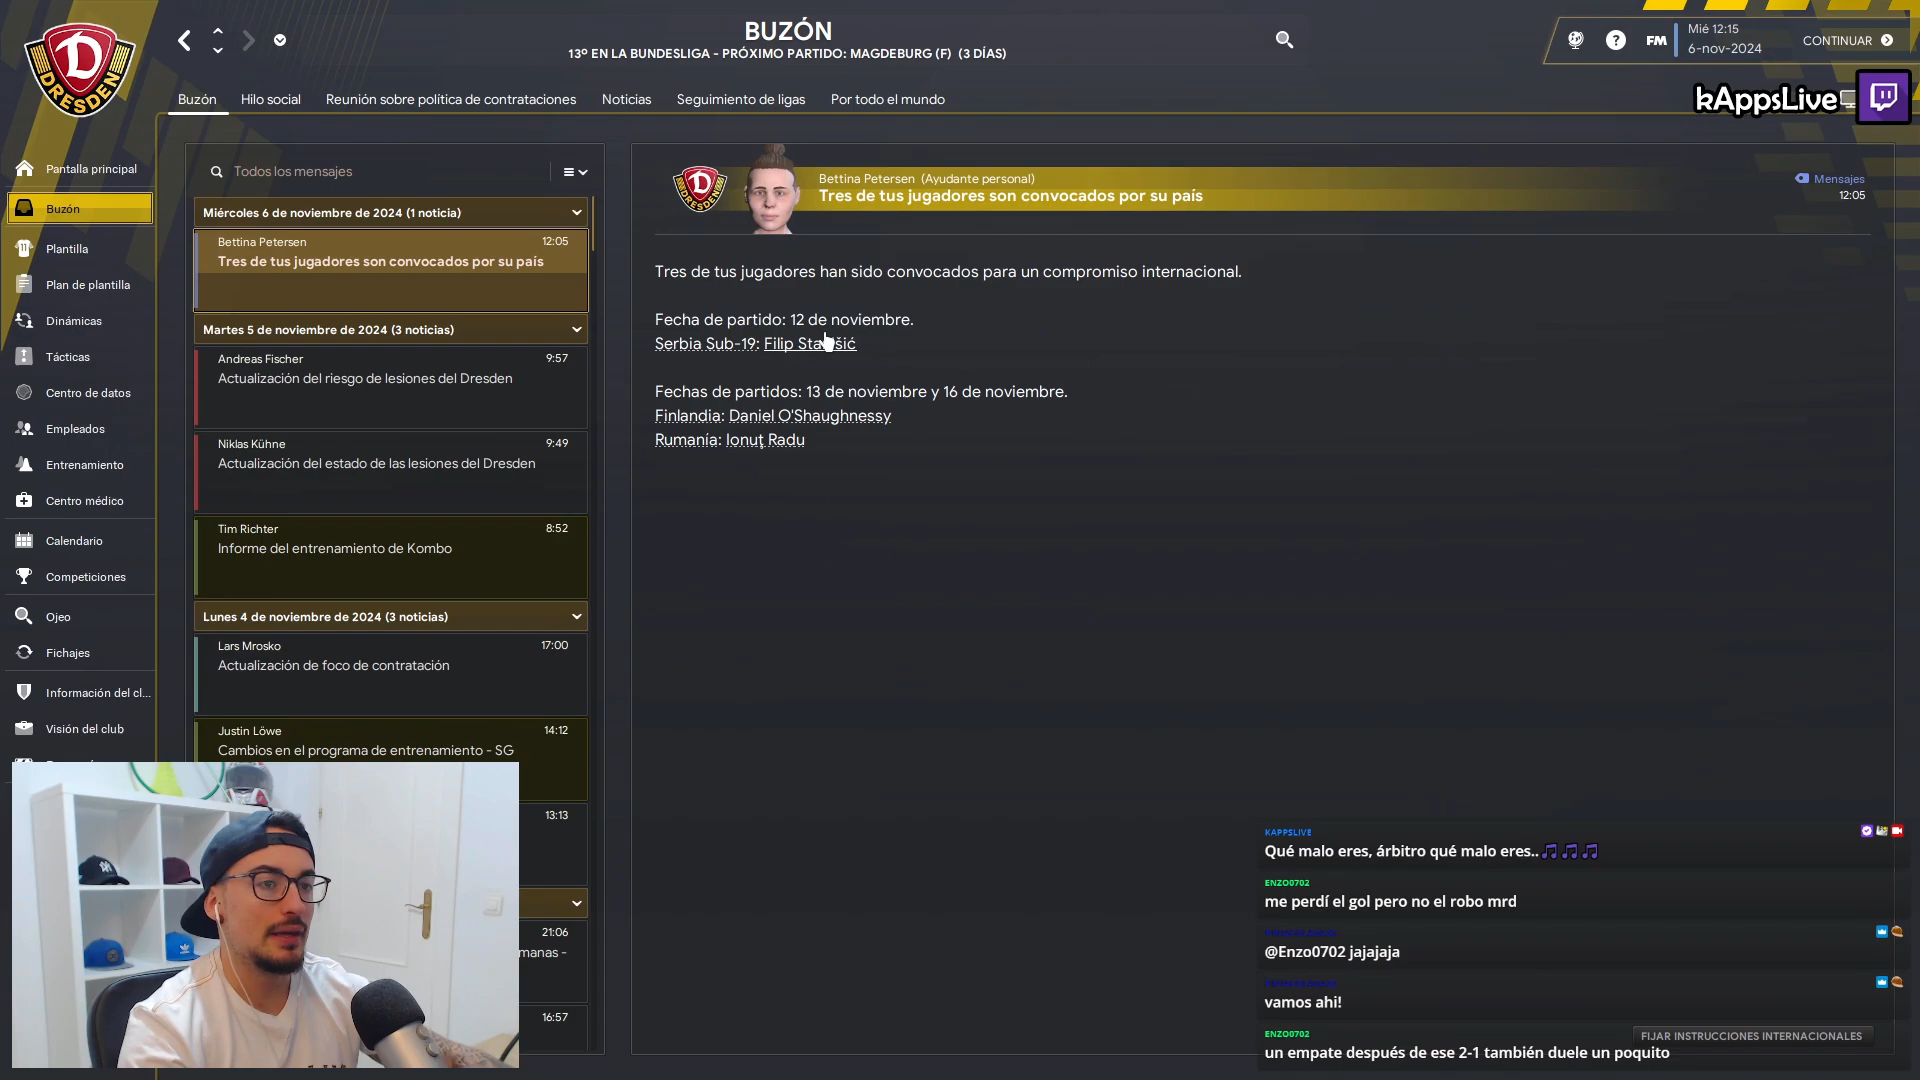 BUZÓN
13º EN LA BUNDESLIGA - PRÓXIMO PARTIDO: MAGDEBURG (F) (3 DÍAS)
FM
Mié 12:15
6-nov-2024
CONTINUAR
DRESDEN
kAppsLive
Buzón
Hilo social
Reunión sobre política de contrataciones
Noticias
Seguimiento de ligas
Por todo el mundo
Pantalla principal
Buzón
Plantilla
Plan de plantilla
Dinámicas
Tácticas
Centro de datos
Empleados
Entrenamiento
Centro médico
Calendario
Competiciones
Ojeo
Fichajes
Información del cl...
Visión del club
Todos los mensajes
Miércoles 6 de noviembre de 2024 (1 noticia)
Bettina Petersen 12:05
Tres de tus jugadores son convocados por su país
Martes 5 de noviembre de 2024 (3 noticias)
Andreas Fischer 9:57
Actualización del riesgo de lesiones del Dresden
Niklas Kühne 9:49
Actualización del estado de las lesiones del Dresden
Tim Richter 8:52
Informe del entrenamiento de Kombo
Lunes 4 de noviembre de 2024 (3 noticias)
Lars Mrosko 17:00
Actualización de foco de contratación
Justin Löwe 14:12
Cambios en el programa de entrenamiento - SG
13:13
21:06
manas -
16:57
Bettina Petersen (Ayudante personal)
Tres de tus jugadores son convocados por su país
Mensajes
12:05
Tres de tus jugadores han sido convocados para un compromiso internacional.
Fecha de partido: 12 de noviembre.
Serbia Sub-19: Filip
Fechas de partidos: 13 de noviembre y 16 de noviembre.
Finlandia: Daniel O'Shaughnessy
Rumanía: Ionuţ Radu
KAPPSLIVE
Qué malo eres, árbitro qué malo eres..🎵🎵🎵
ENZO0702
me perdí el gol pero no el robo mrd
@Enzo0702 jajajaja
vamos ahi!
ENZO0702
FIJAR INSTRUCCIONES INTERNACIONALES
un empate después de ese 2-1 también duele un poquito